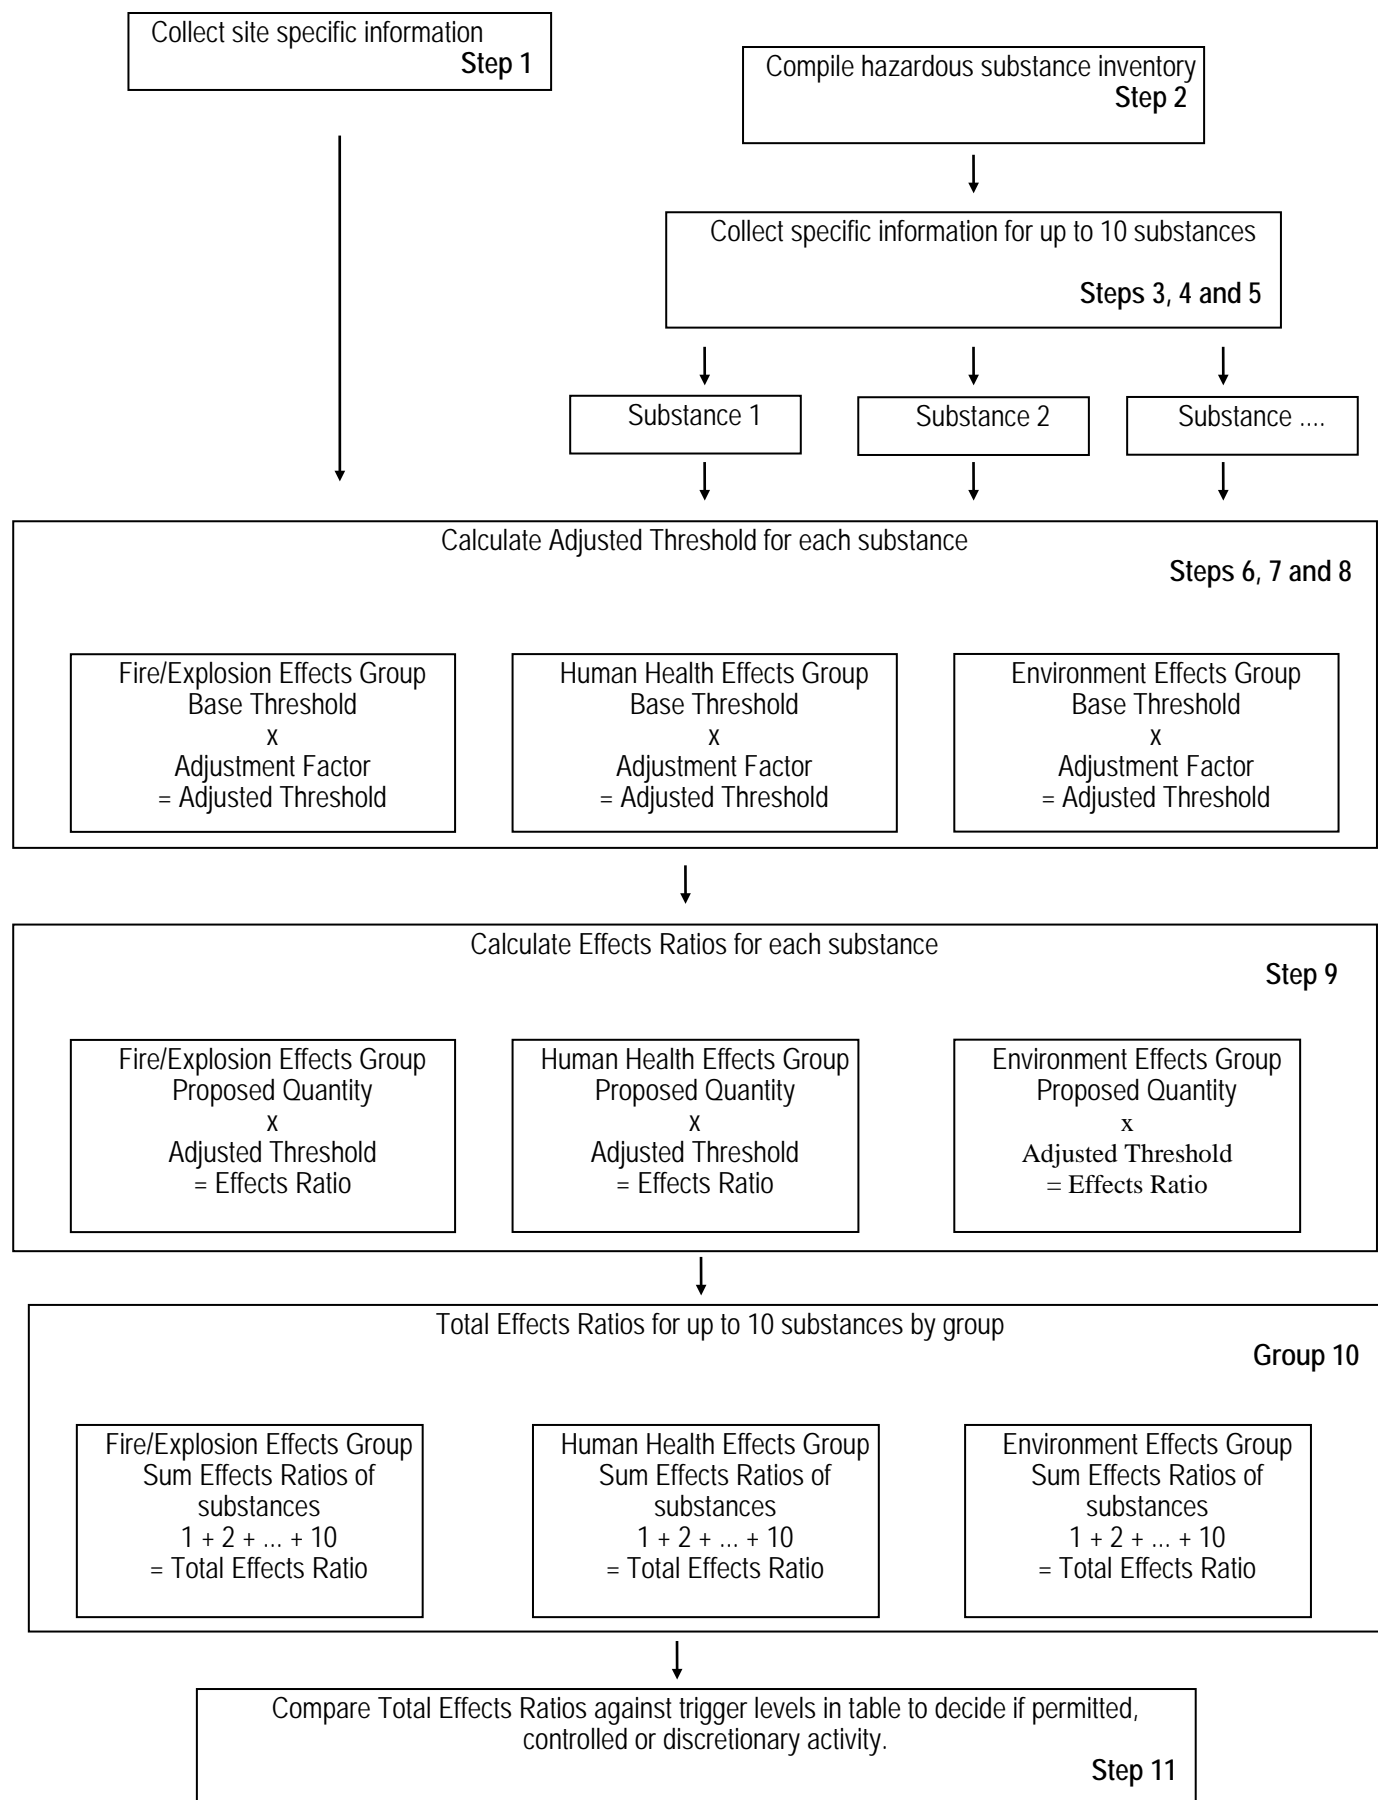 Collect site specific information
Step 1
Compile hazardous substance inventory
Step 2
Collect specific information for up to 10 substances
Steps 3, 4 and 5
Substance 1
Substance 2
Substance ....
Calculate Adjusted Threshold for each substance
Steps 6, 7 and 8
Fire/Explosion Effects Group
Base Threshold
x
Adjustment Factor
= Adjusted Threshold
Human Health Effects Group
Base Threshold
x
Adjustment Factor
= Adjusted Threshold
Environment Effects Group
Base Threshold
x
Adjustment Factor
= Adjusted Threshold
Calculate Effects Ratios for each substance
Step 9
Fire/Explosion Effects Group
Proposed Quantity
x
Adjusted Threshold
= Effects Ratio
Human Health Effects Group
Proposed Quantity
x
Adjusted Threshold
= Effects Ratio
Environment Effects Group
Proposed Quantity
x
Adjusted Threshold
= Effects Ratio
Total Effects Ratios for up to 10 substances by group
Group 10
Fire/Explosion Effects Group
Sum Effects Ratios of
substances
1 + 2 + ... + 10
= Total Effects Ratio
Human Health Effects Group
Sum Effects Ratios of
substances
1 + 2 + ... + 10
= Total Effects Ratio
Environment Effects Group
Sum Effects Ratios of
substances
1 + 2 + ... + 10
= Total Effects Ratio
Compare Total Effects Ratios against trigger levels in table to decide if permitted,
controlled or discretionary activity.
Step 11